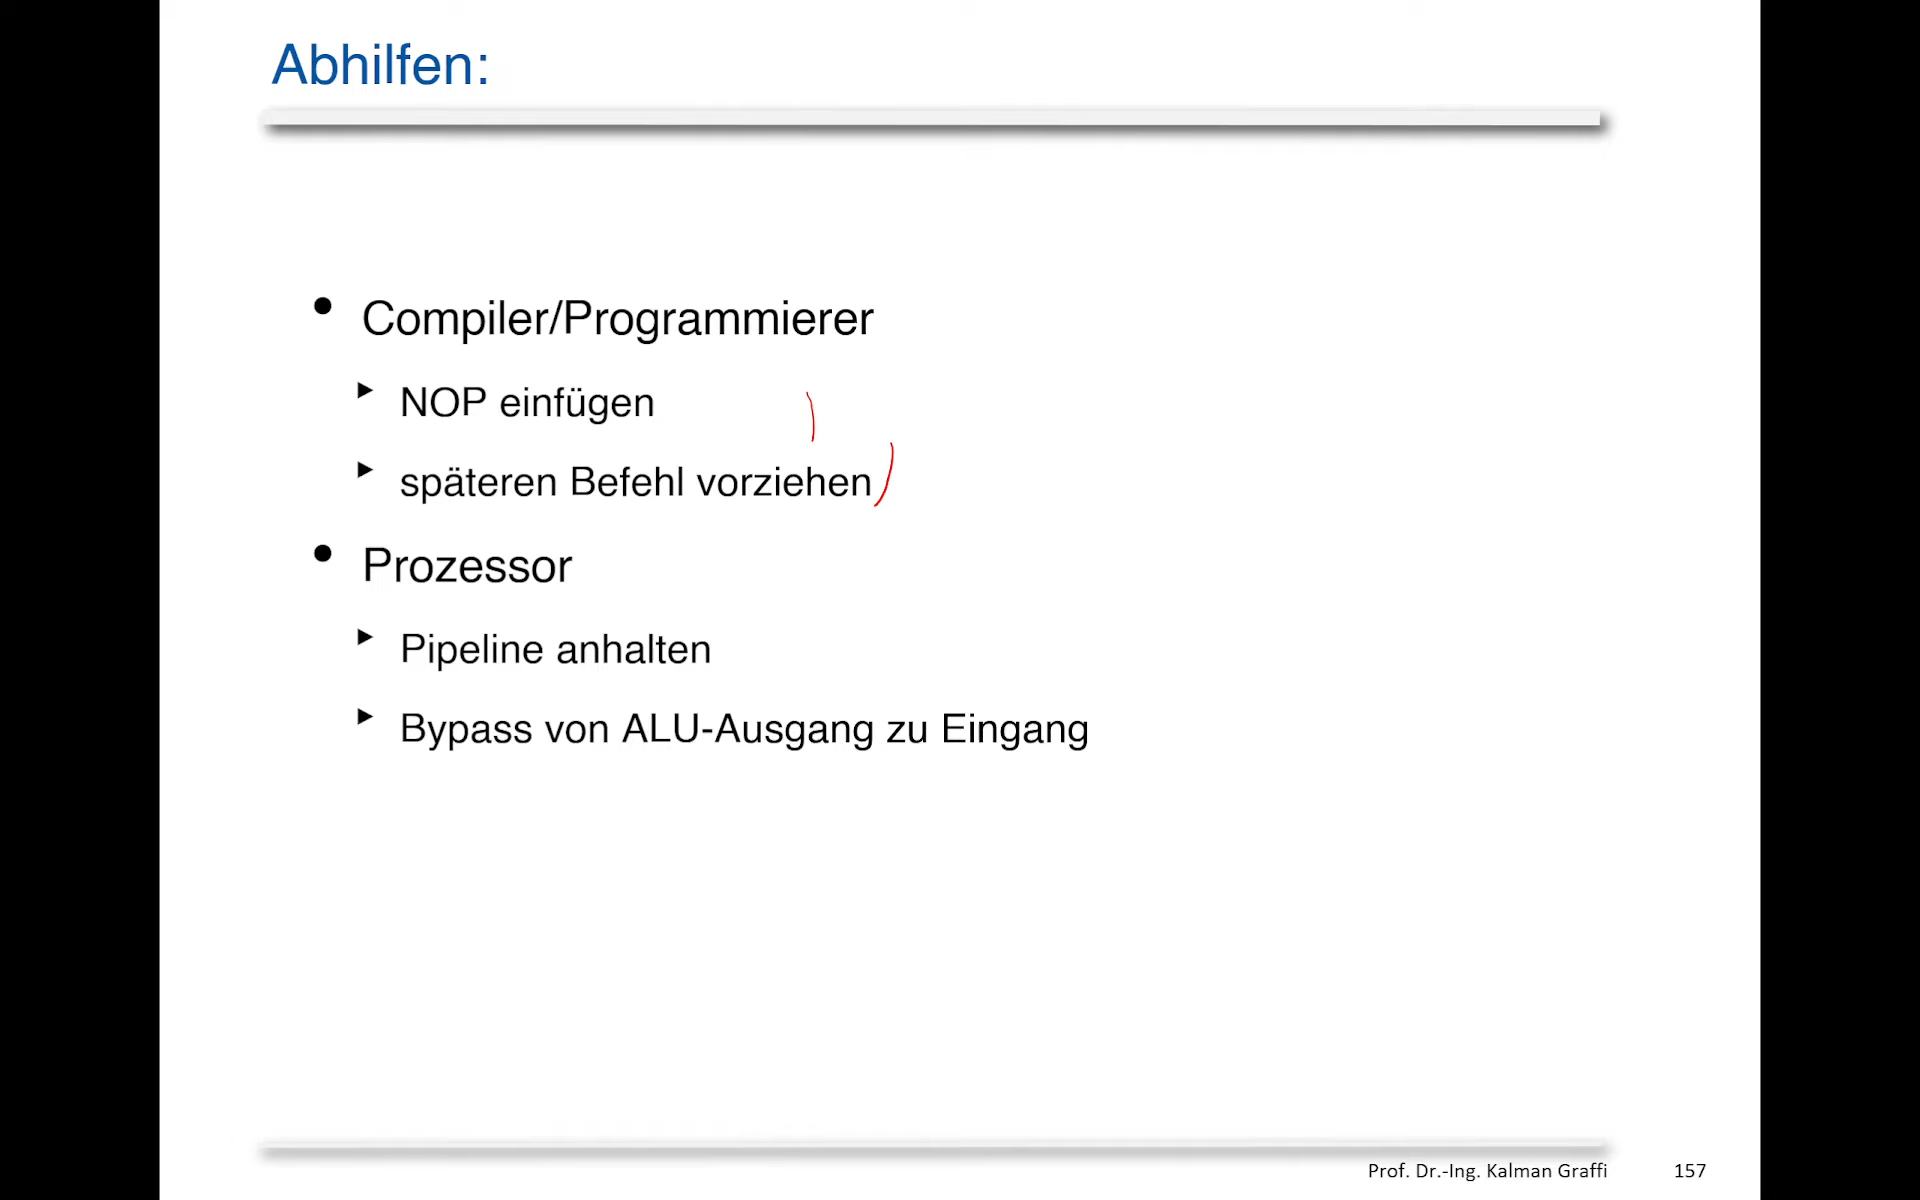 Abhilfen:
• Compiler/Programmierer
‣ NOP einfügen
‣ späteren Befehl vorziehen
• Prozessor
‣ Pipeline anhalten
‣ Bypass von ALU-Ausgang zu Eingang
Prof. Dr.-Ing. Kalman Graffi 157